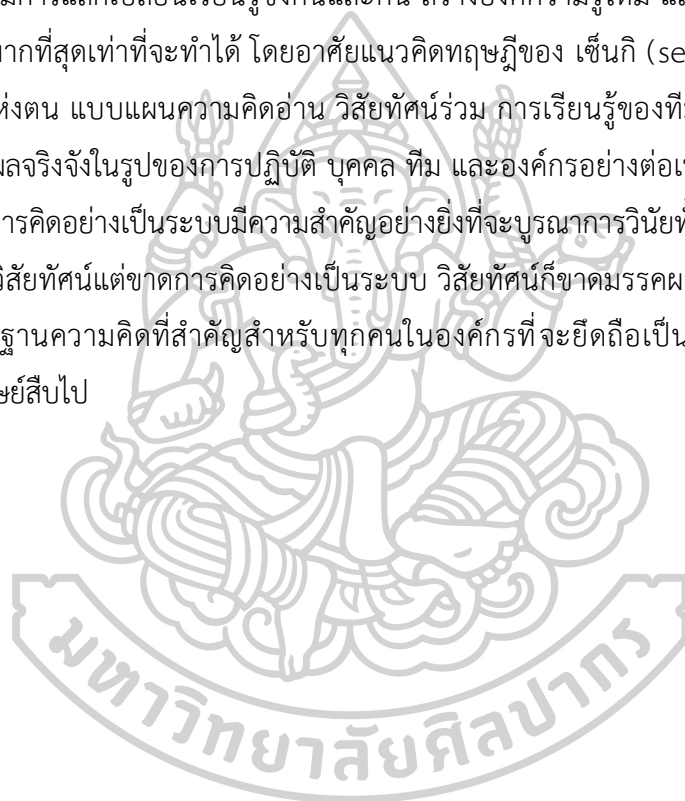 มีการแลกเปลี่ยนเรียนรู้ซึ่งกันและกัน สร้างองค์ความรู้ใหม่
มากที่สุดเท่าที่จะทำได้ โดยอาศัยแนวคิดทฤษฎีของ เซ็นกิ (se
ห่งตน แบบแผนความคิดอ่าน วิสัยทัศน์ร่วม การเรียนรู้ของที
ผลจริงจังในรูปของการปฏิบัติ บุคคล ทีม และองค์กรอย่างต่อเ
ารคิดอย่างเป็นระบบมีความสำคัญอย่างยิ่งที่จะบูรณาการวินัยทั
วิสัยทัศน์แต่ขาดการคิดอย่างเป็นระบบ วิสัยทัศน์ก็ขาดมรรคผ
ฐานความคิดที่สำคัญสำหรับทุกคนในองค์กรที่จะยึดถือเป็น
ษย์สืบไป
มหาวิทยาลัยศิลปากร